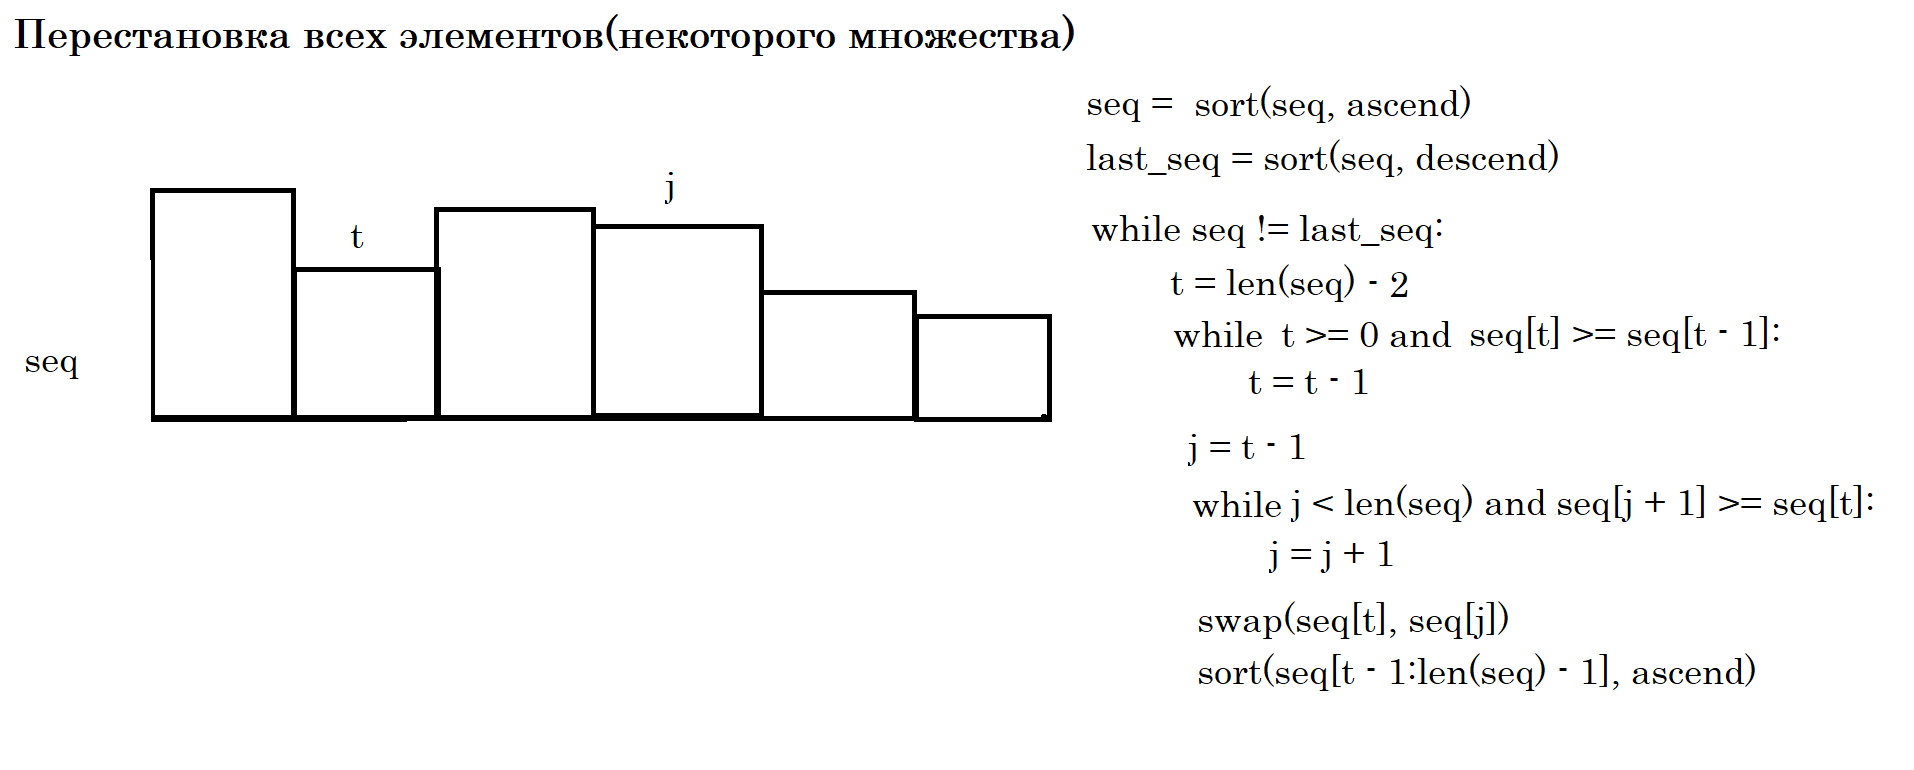 Перестановка всех элементов(некоторого множества)
seq = sort(seq, ascend)
last_seq = sort(seq, descend)
j
t
while seq != last_seq:
t = len(seq) - 2
while t >= 0 and seq[t] >= seq[t - 1]:
seq
t = t - 1
j = t - 1
while j < len(seq) and seq[j + 1] >= seq[t]:
j = j + 1
swap(seq[t], seq[j])
sort(seq[t - 1:len(seq) - 1], ascend)